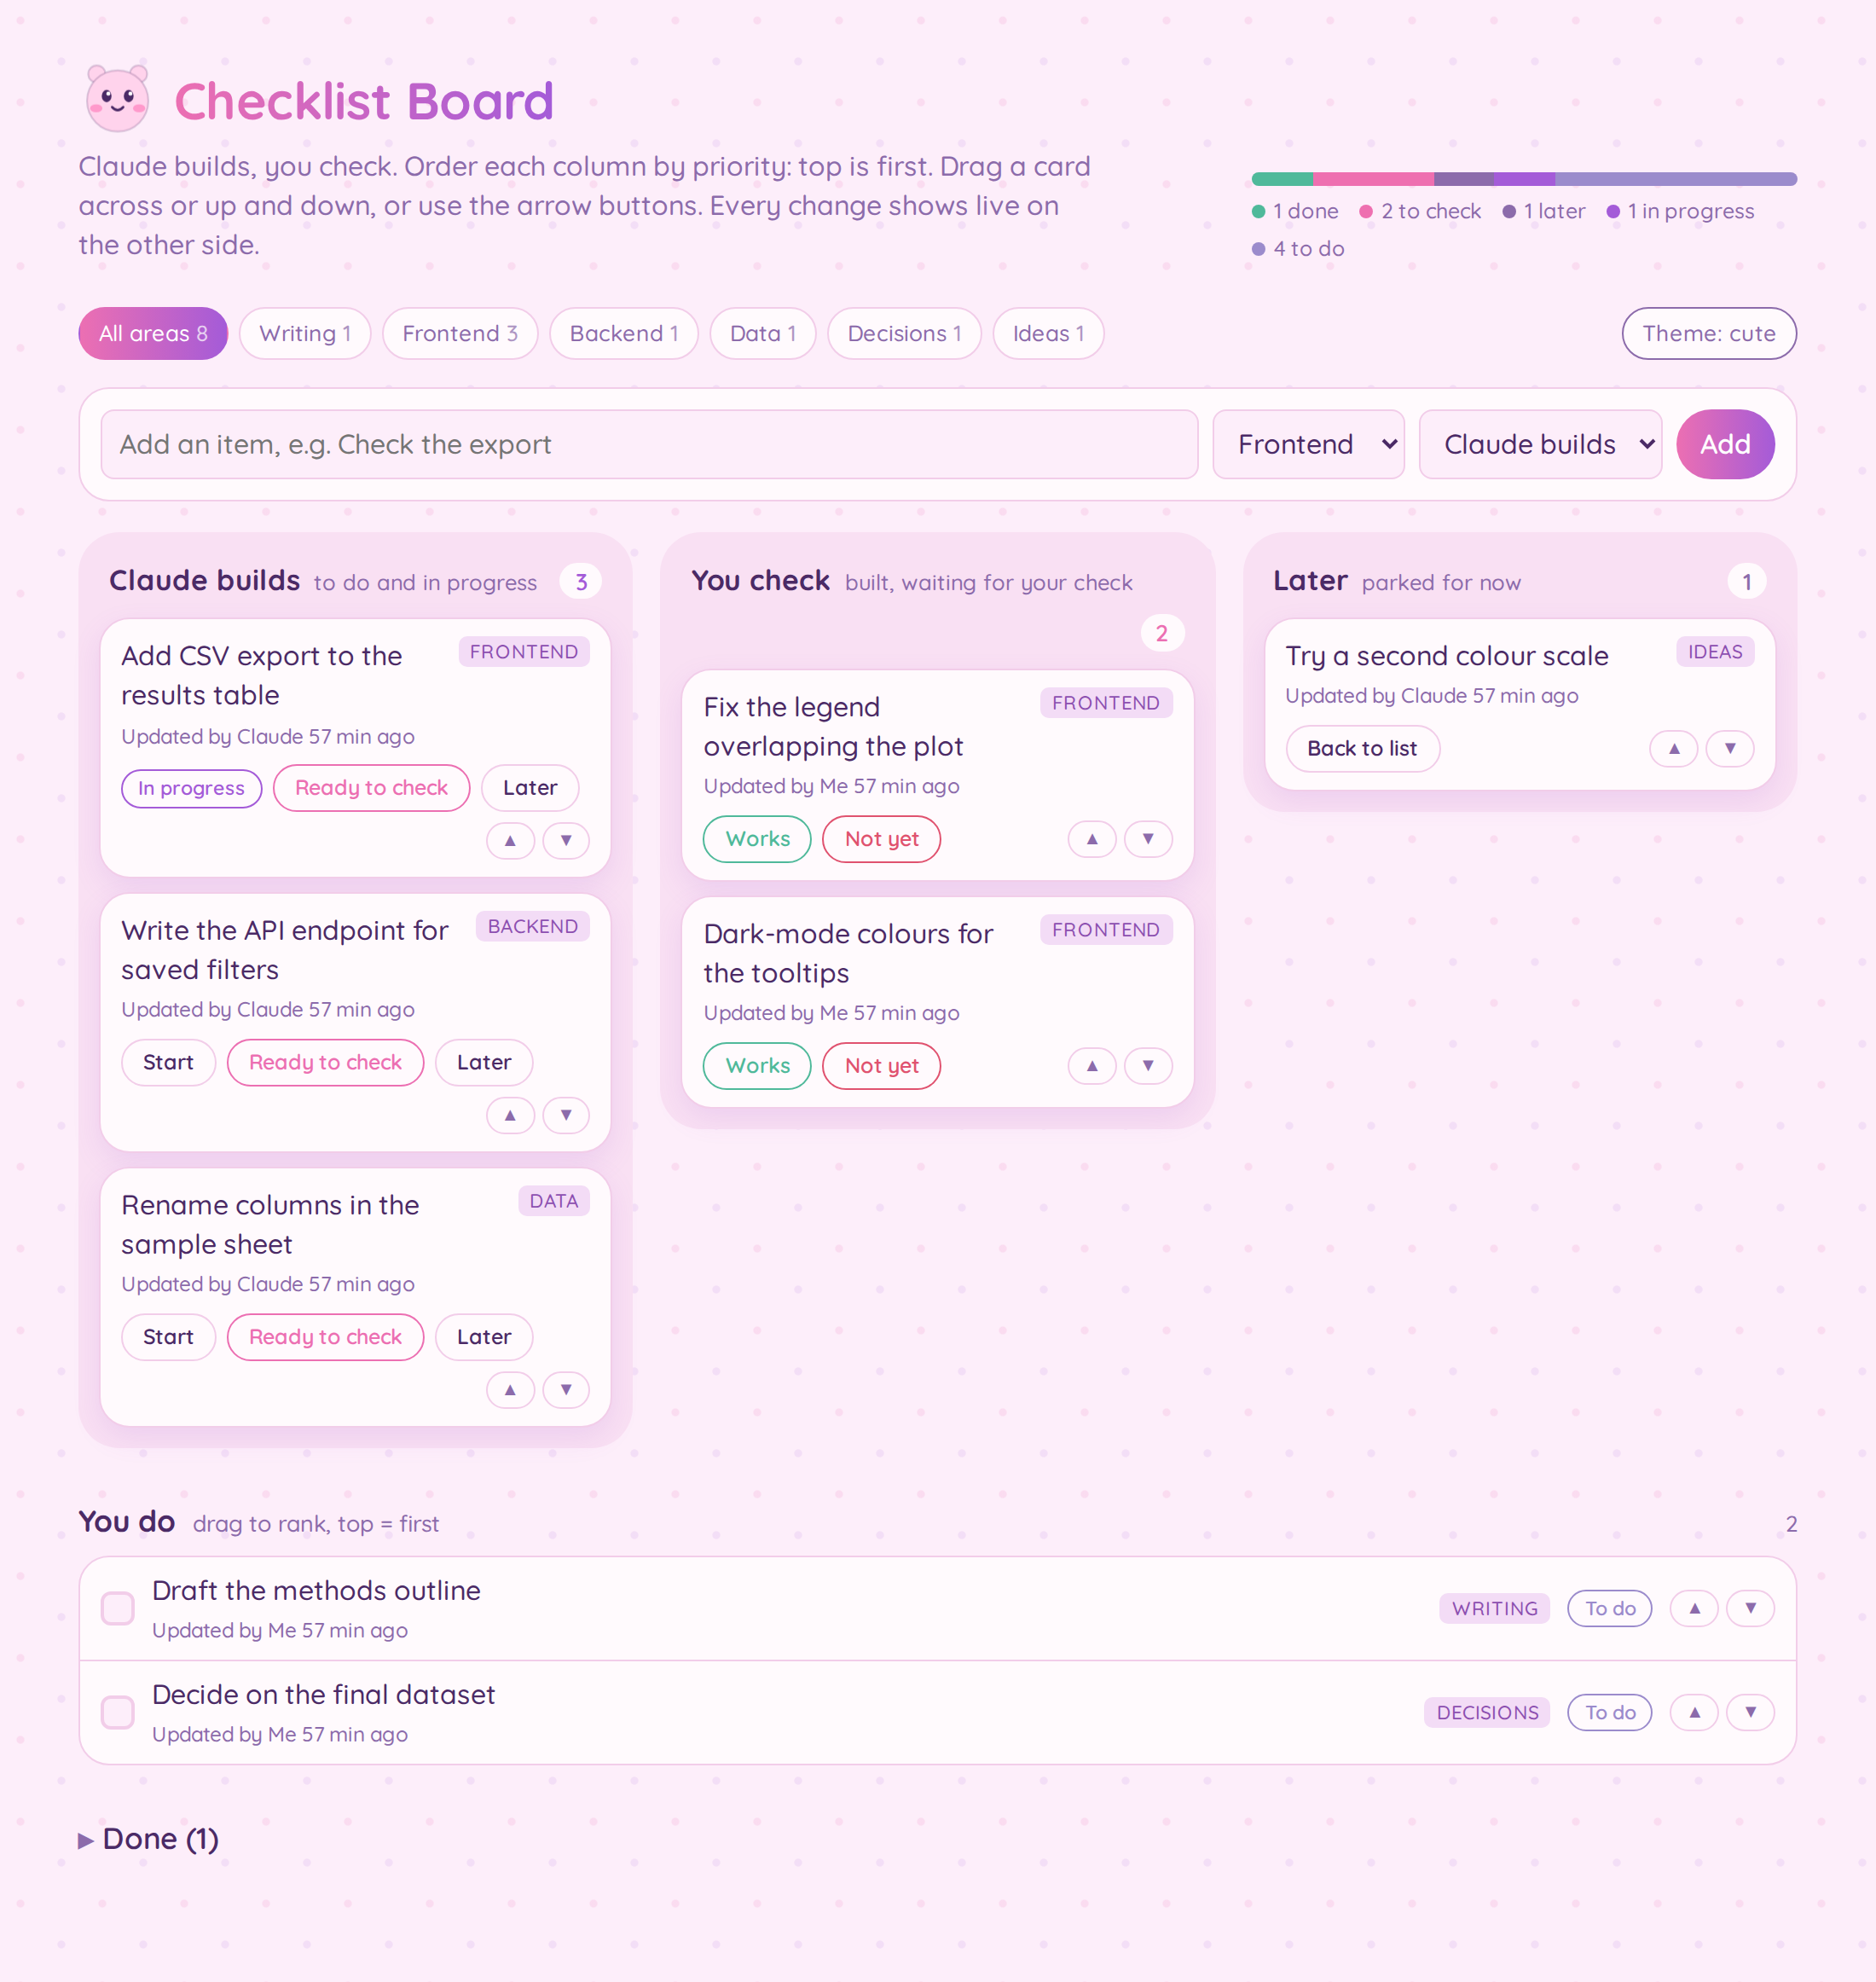 Checklist Board
Claude builds, you check. Order each column by priority: top is first. Drag a card
across or up and down, or use the arrow buttons. Every change shows live on
the other side.
1 done 2 to check 1 later 1 in progress
4 to do
All areas 8 Writing 1 Frontend 3 Backend 1 Data 1 Decisions 1 Ideas 1 Theme: cute
Add an item, e.g. Check the export Frontend Claude builds Add
Claude builds to do and in progress 3
Add CSV export to the FRONTEND
results table
Updated by Claude 57 min ago
In progress Ready to check Later
▲ ▼
Write the API endpoint for BACKEND
saved filters
Updated by Claude 57 min ago
Start Ready to check Later
▲ ▼
Rename columns in the DATA
sample sheet
Updated by Claude 57 min ago
Start Ready to check Later
▲ ▼
You check built, waiting for your check
2
Fix the legend FRONTEND
overlapping the plot
Updated by Me 57 min ago
Works Not yet ▲ ▼
Dark-mode colours for FRONTEND
the tooltips
Updated by Me 57 min ago
Works Not yet ▲ ▼
Later parked for now 1
Try a second colour scale IDEAS
Updated by Claude 57 min ago
Back to list ▲ ▼
You do drag to rank, top = first 2
Draft the methods outline
Updated by Me 57 min ago
WRITING To do ▲ ▼
Decide on the final dataset
Updated by Me 57 min ago
DECISIONS To do ▲ ▼
▶ Done (1)